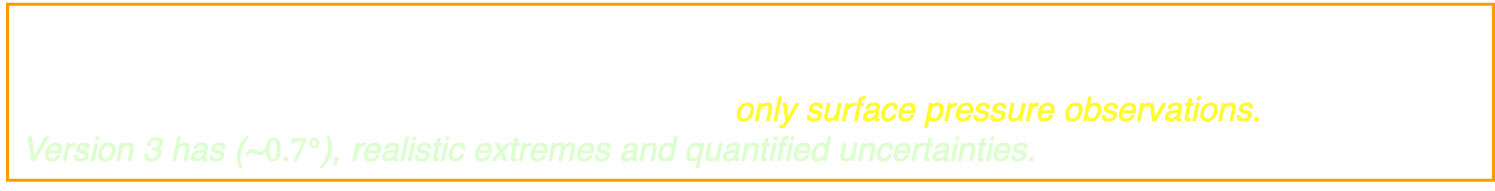 only surface pressure observations.
Version 3 has (~0.7°), realistic extremes and quantified uncertainties.